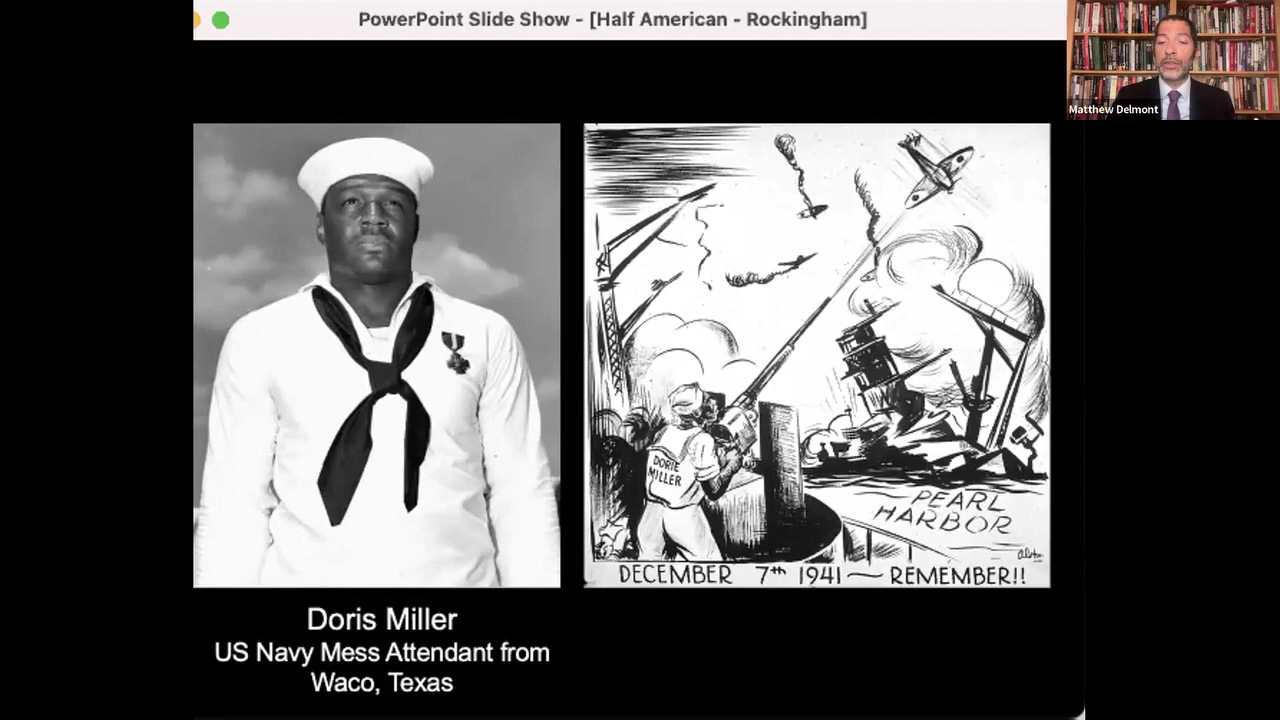 PowerPoint Slide Show - [Half American - Rockingham]
Matthew Delmont
DORIE
MILLER
PEARL
HARBOR
Alston
DECEMBER 7th 1941 — REMEMBER!!
Doris Miller
US Navy Mess Attendant from
Waco, Texas